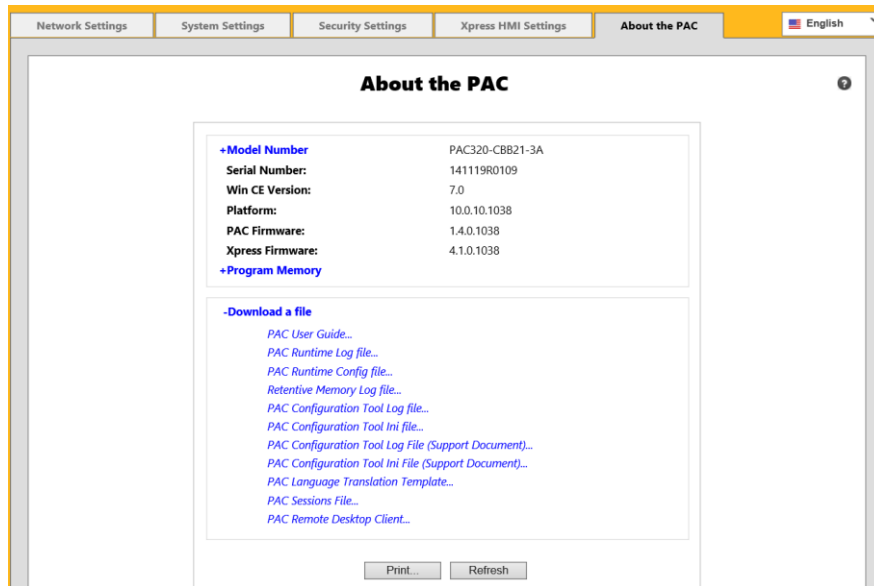 Network Settings
System Settings
Security Settings
Xpress HMI Settings
About the PAC
English
About the PAC
?
+Model Number PAC320-CBB21-3A
Serial Number: 141119R0109
Win CE Version: 7.0
Platform: 10.0.10.1038
PAC Firmware: 1.4.0.1038
Xpress Firmware: 4.1.0.1038
+Program Memory
-Download a file
PAC User Guide...
PAC Runtime Log file...
PAC Runtime Config file...
Retentive Memory Log file...
PAC Configuration Tool Log file...
PAC Configuration Tool Ini file...
PAC Configuration Tool Log File (Support Document)...
PAC Configuration Tool Ini File (Support Document)...
PAC Language Translation Template...
PAC Sessions File...
PAC Remote Desktop Client...
Print...
Refresh